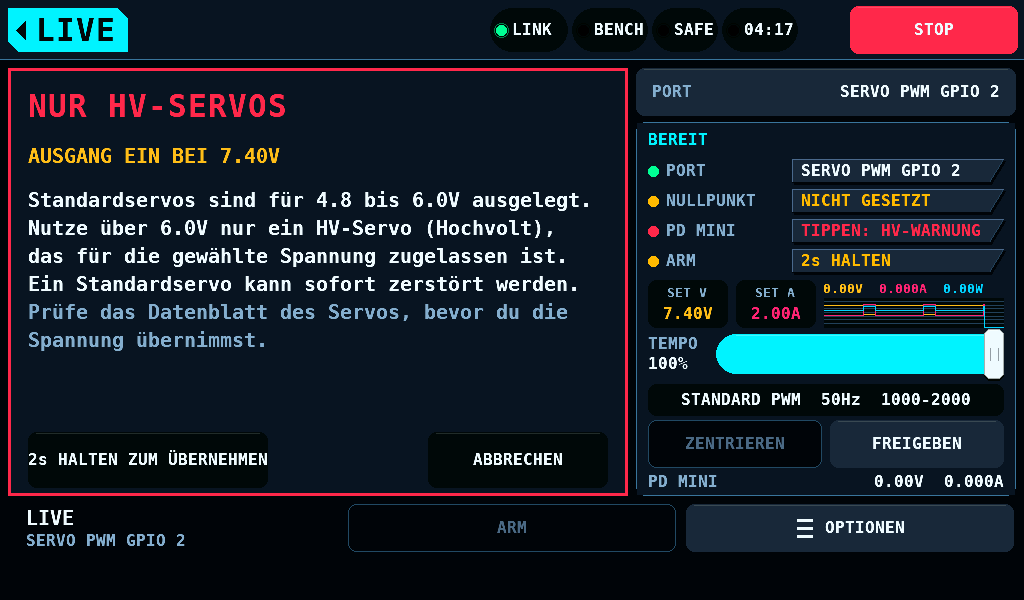 LIVE
LINK
BENCH
SAFE
04:17
STOP
NUR HV-SERVOS
AUSGANG EIN BEI 7.40V
Standardservos sind für 4.8 bis 6.0V ausgelegt.
Nutze über 6.0V nur ein HV-Servo (Hochvolt),
das für die gewählte Spannung zugelassen ist.
Ein Standardservo kann sofort zerstört werden.
Prüfe das Datenblatt des Servos, bevor du die
Spannung übernimmst.
2s HALTEN ZUM ÜBERNEHMEN
ABBRECHEN
PORT SERVO PWM GPIO 2
BEREIT
PORT SERVO PWM GPIO 2
NULLPUNKT NICHT GESETZT
PD MINI TIPPEN: HV-WARNUNG
ARM 2s HALTEN
SET V
7.40V
SET A
2.00A
0.00V 0.000A 0.00W
TEMPO
100%
STANDARD PWM 50Hz 1000-2000
ZENTRIEREN
FREIGEBEN
PD MINI 0.00V 0.000A
LIVE
SERVO PWM GPIO 2
ARM
OPTIONEN